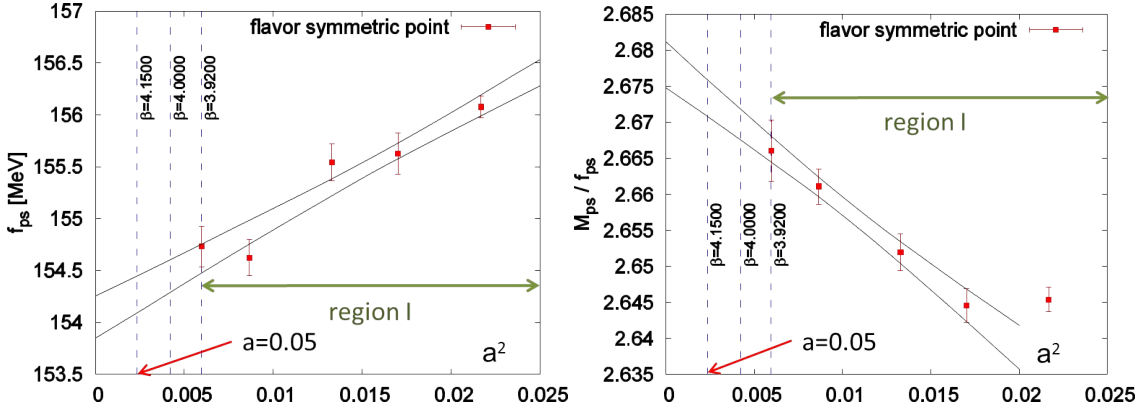 157
156.5
156
155.5
155
154.5
154
153.5
f_ps [MeV]
flavor symmetric point
β=4.1500
β=4.0000
β=3.9200
region I
a=0.05
a²
0
0.005
0.01
0.015
0.02
0.025
2.685
2.68
2.675
2.67
2.665
2.66
2.655
2.65
2.645
2.64
2.635
M_ps / f_ps
flavor symmetric point
region I
β=4.1500
β=4.0000
β=3.9200
a=0.05
a²
0
0.005
0.01
0.015
0.02
0.025